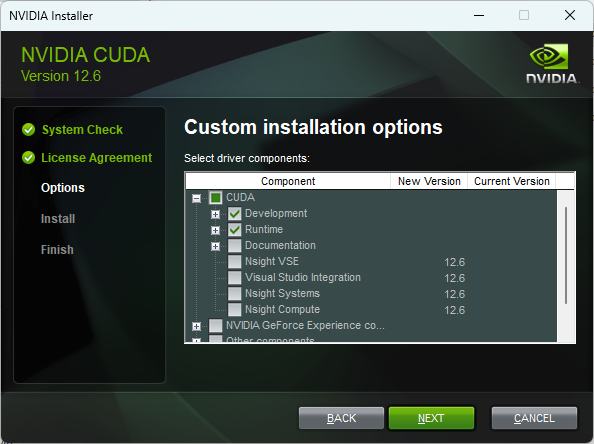 NVIDIA Installer
NVIDIA CUDA
Version 12.6
NVIDIA.
System Check
License Agreement
Options
Install
Finish
Custom installation options
Select driver components:
Component New Version Current Version
CUDA
Development
Runtime
Documentation
Nsight VSE 12.6
Visual Studio Integration 12.6
Nsight Systems 12.6
Nsight Compute 12.6
NVIDIA GeForce Experience co...
Other components
BACK NEXT CANCEL